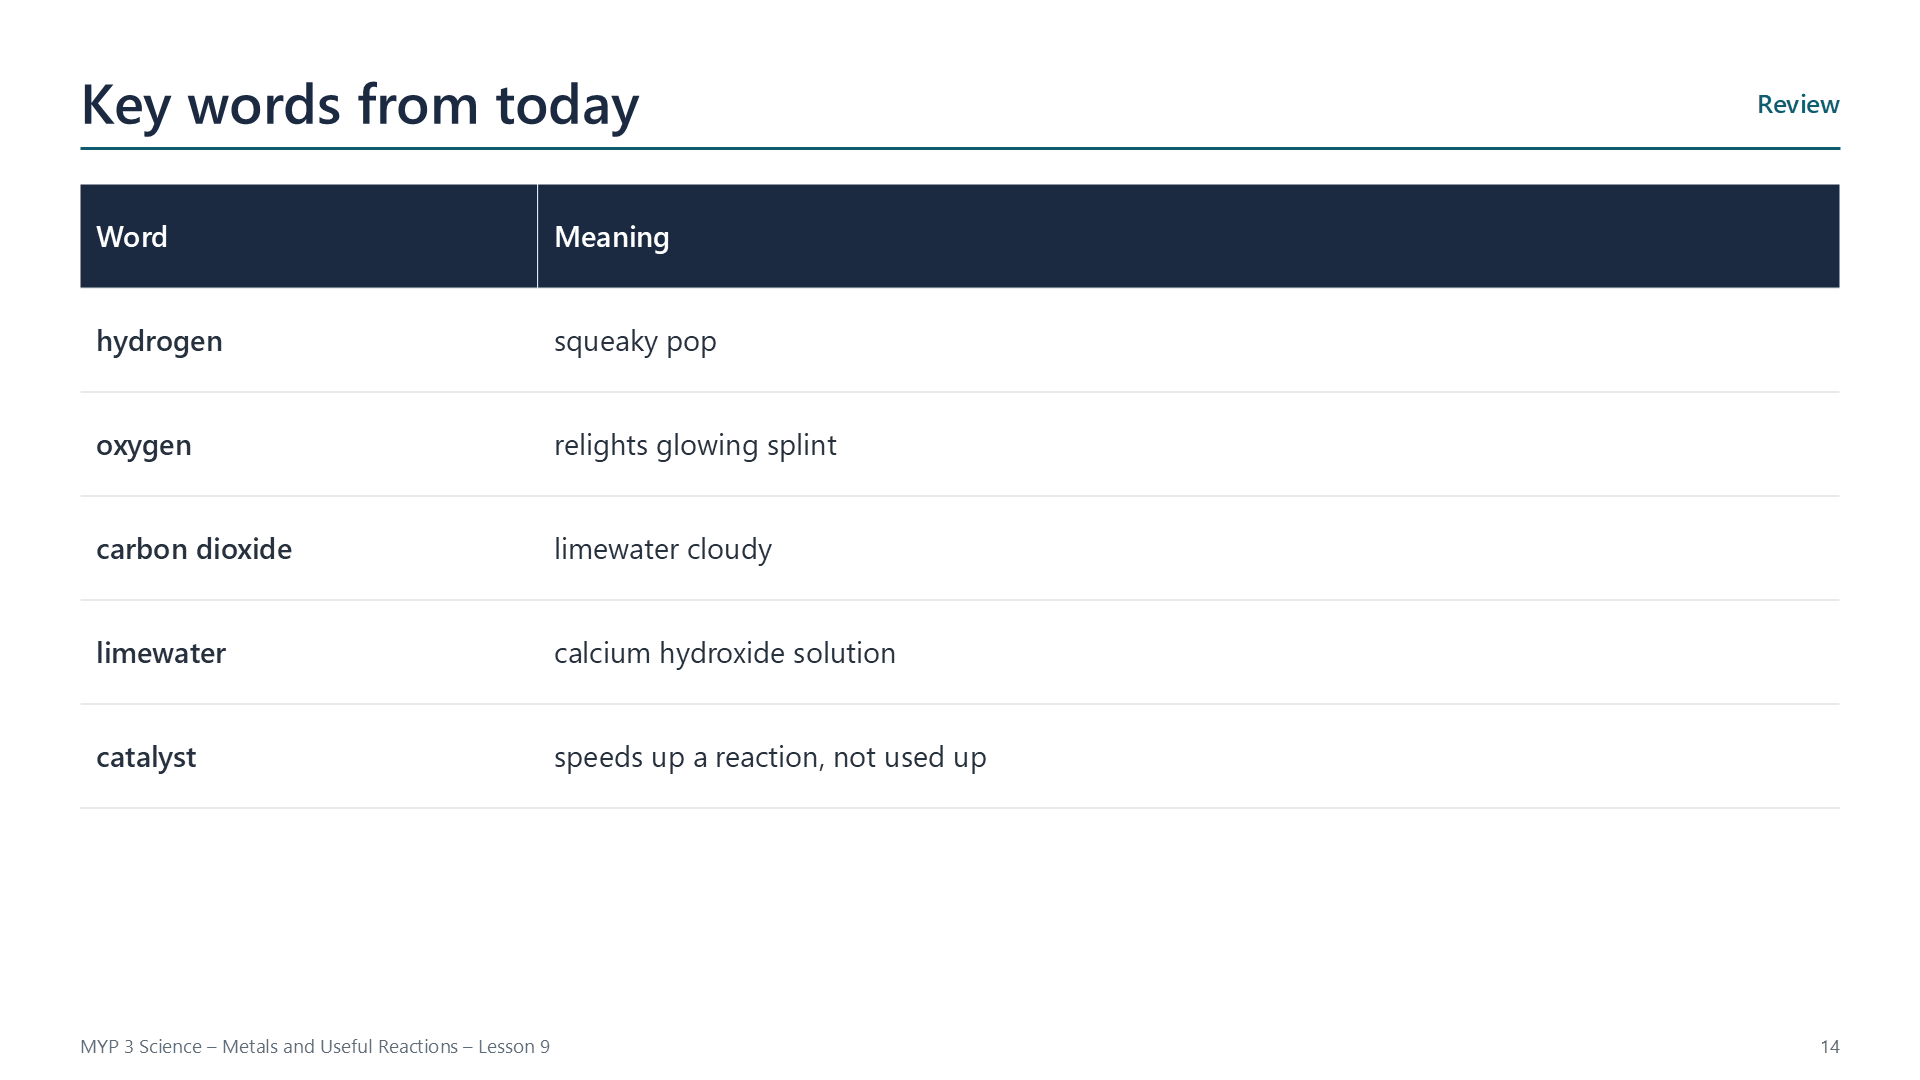 Key words from today
Review
Word Meaning
hydrogen squeaky pop
oxygen relights glowing splint
carbon dioxide limewater cloudy
limewater calcium hydroxide solution
catalyst speeds up a reaction, not used up
MYP 3 Science – Metals and Useful Reactions – Lesson 9
14